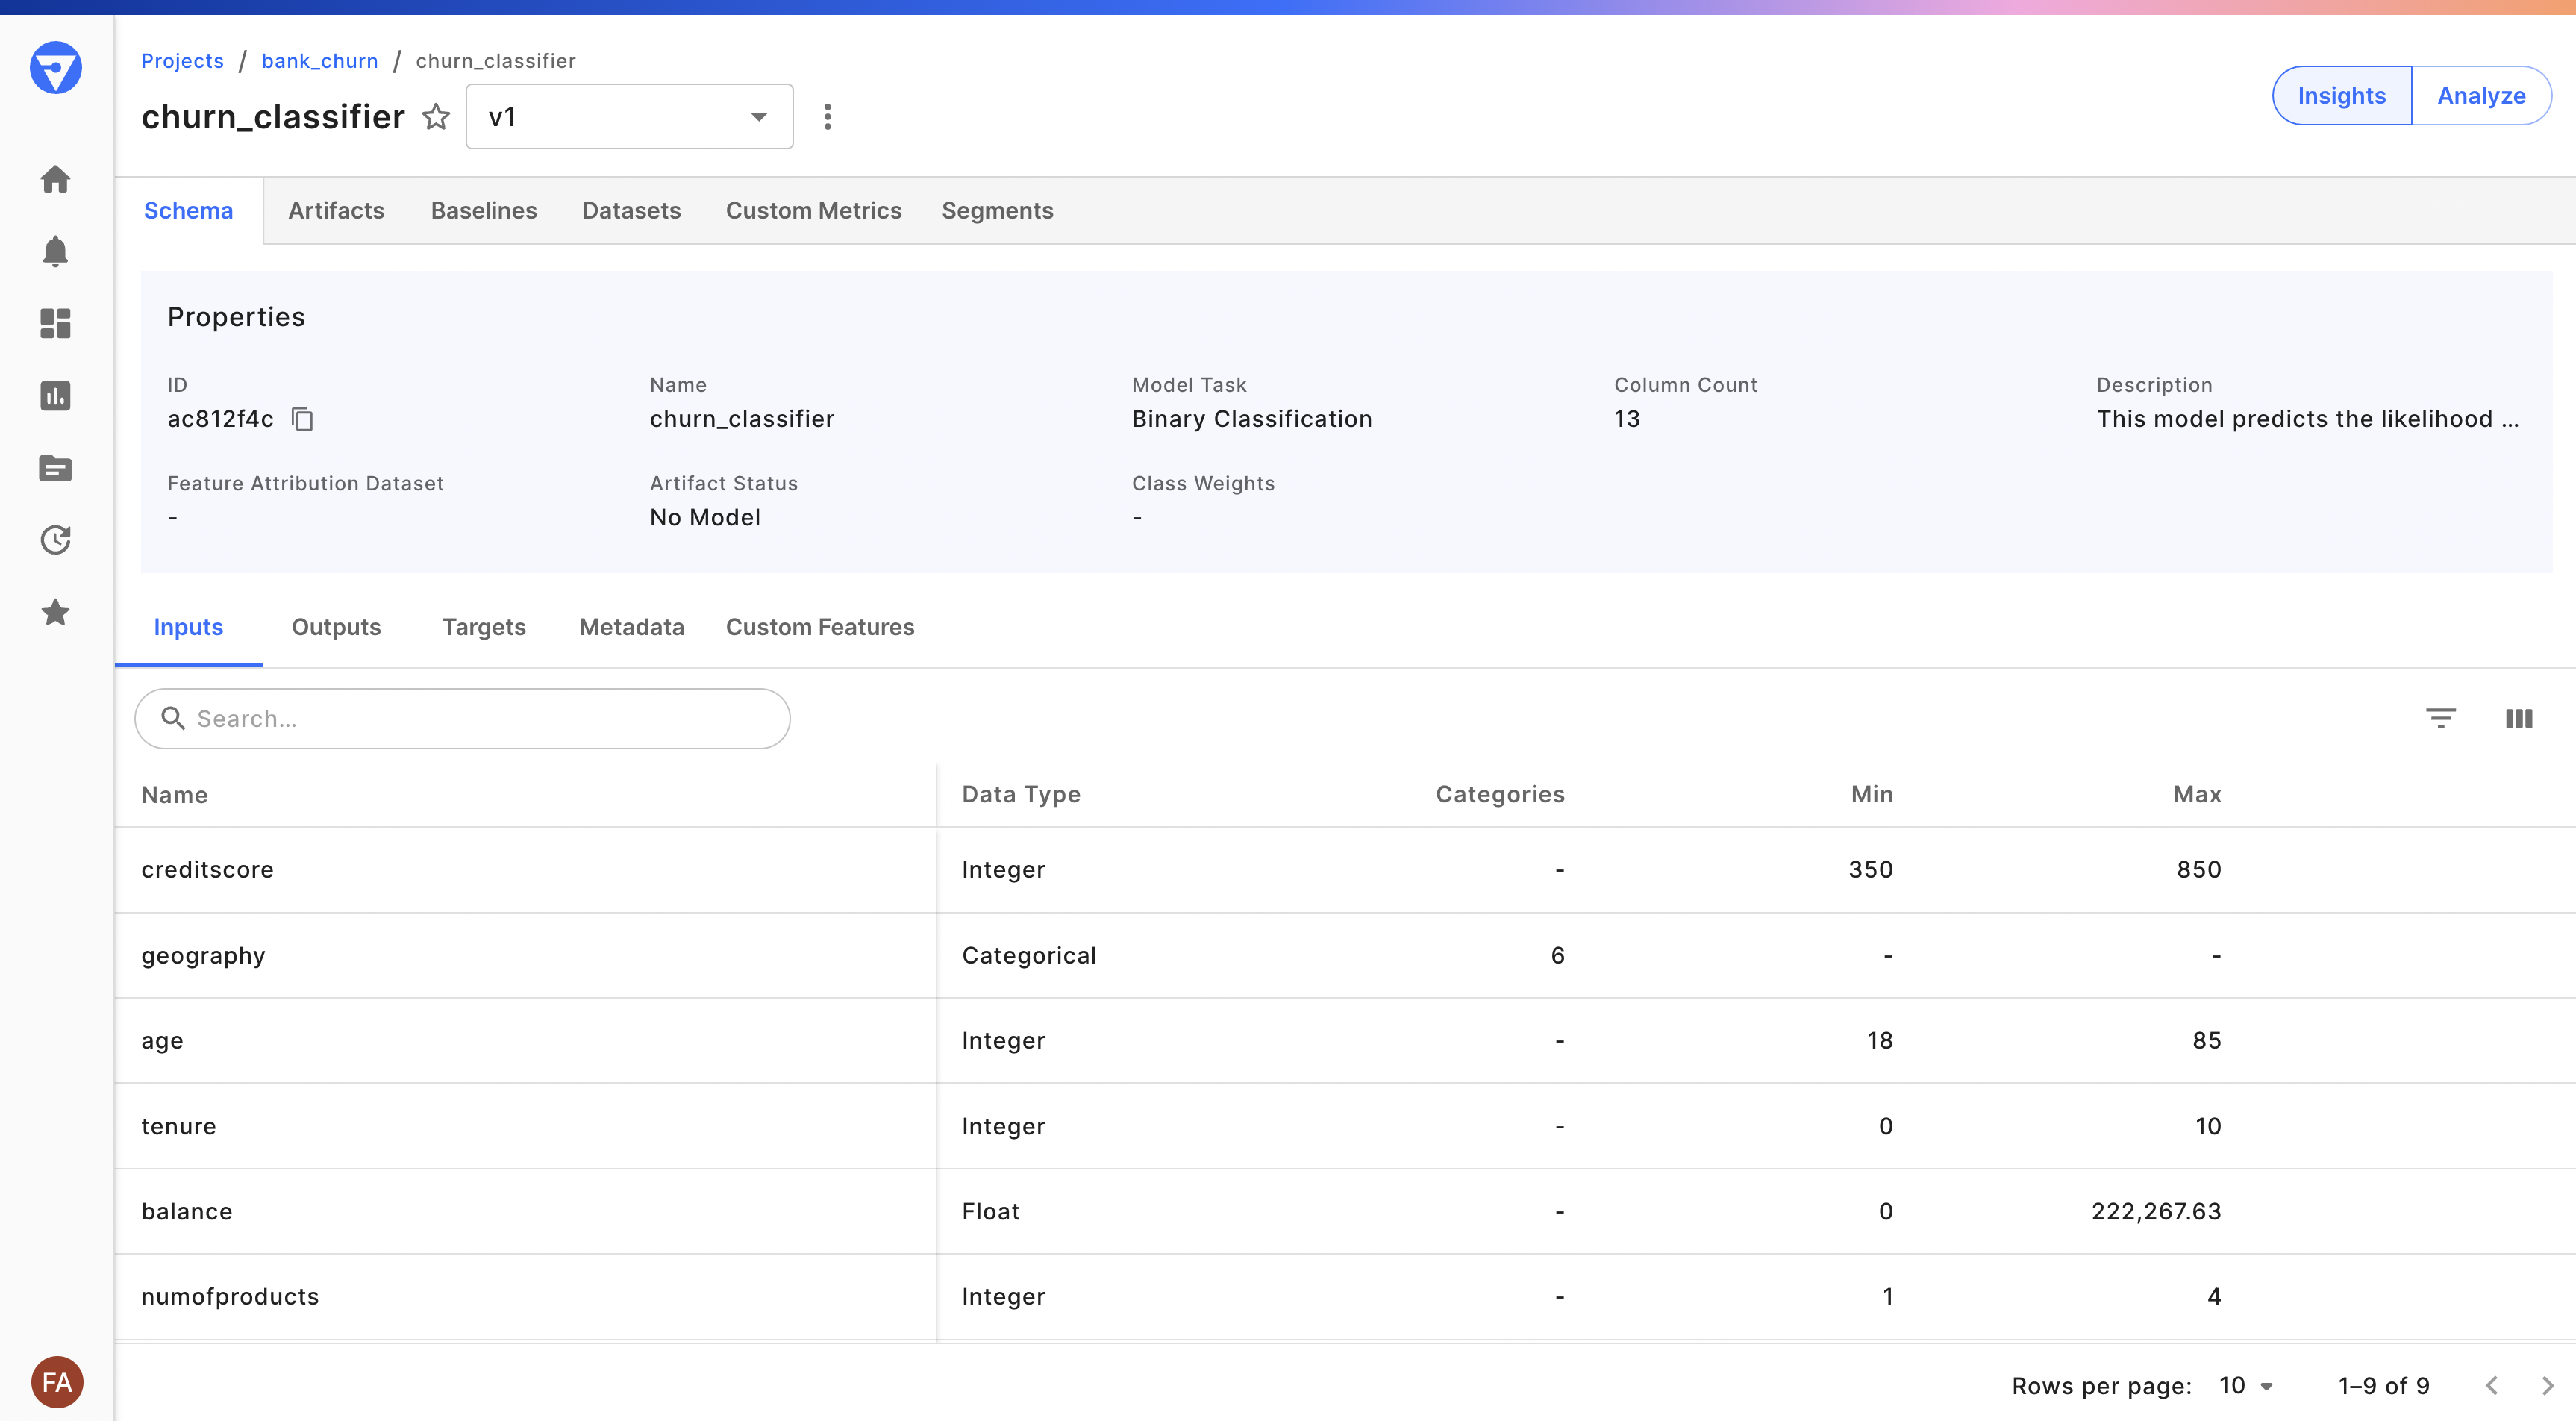 Projects / bank_churn / churn_classifier
churn_classifier v1
Insights Analyze
Schema Artifacts Baselines Datasets Custom Metrics Segments
Properties
ID Name Model Task Column Count Description
ac812f4c churn_classifier Binary Classification 13 This model predicts the likelihood ...
Feature Attribution Dataset Artifact Status Class Weights
- No Model -
Inputs Outputs Targets Metadata Custom Features
Search...
Name Data Type Categories Min Max
creditscore Integer - 350 850
geography Categorical 6 - -
age Integer - 18 85
tenure Integer - 0 10
balance Float - 0 222,267.63
numofproducts Integer - 1 4
FA
Rows per page: 10 1–9 of 9